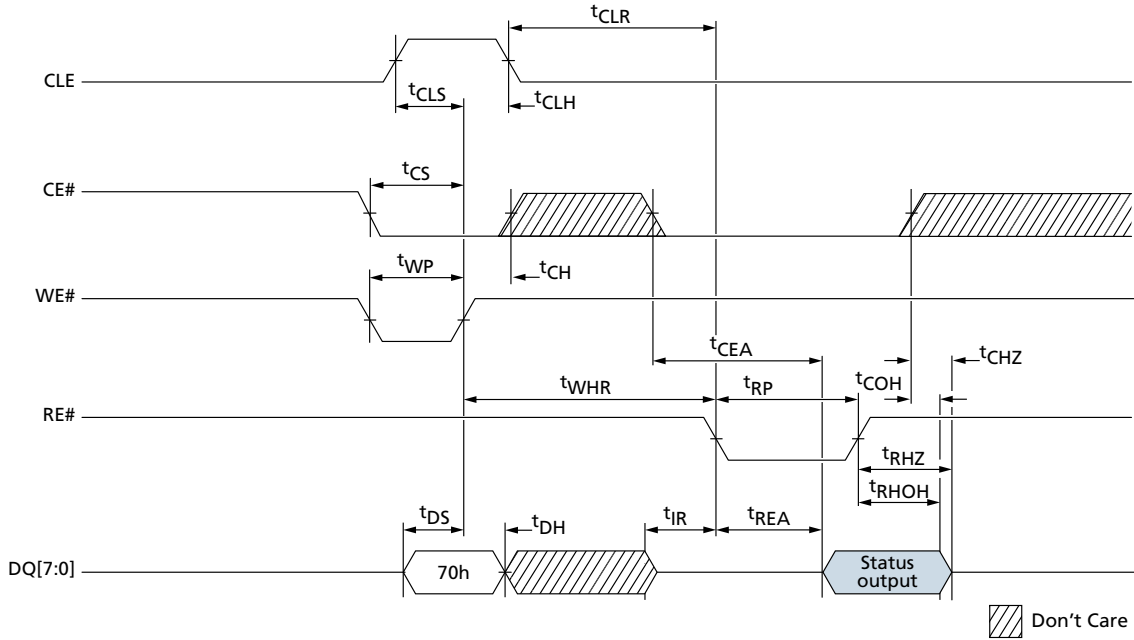 tCLR
CLE
tCLS
tCLH
tCS
CE#
tWP
tCH
WE#
tCEA
tCHZ
tCOH
tWHR
tRP
RE#
tRHZ
tRHOH
tDS
tDH
tIR
tREA
DQ[7:0]
70h
Status
output
Don't Care